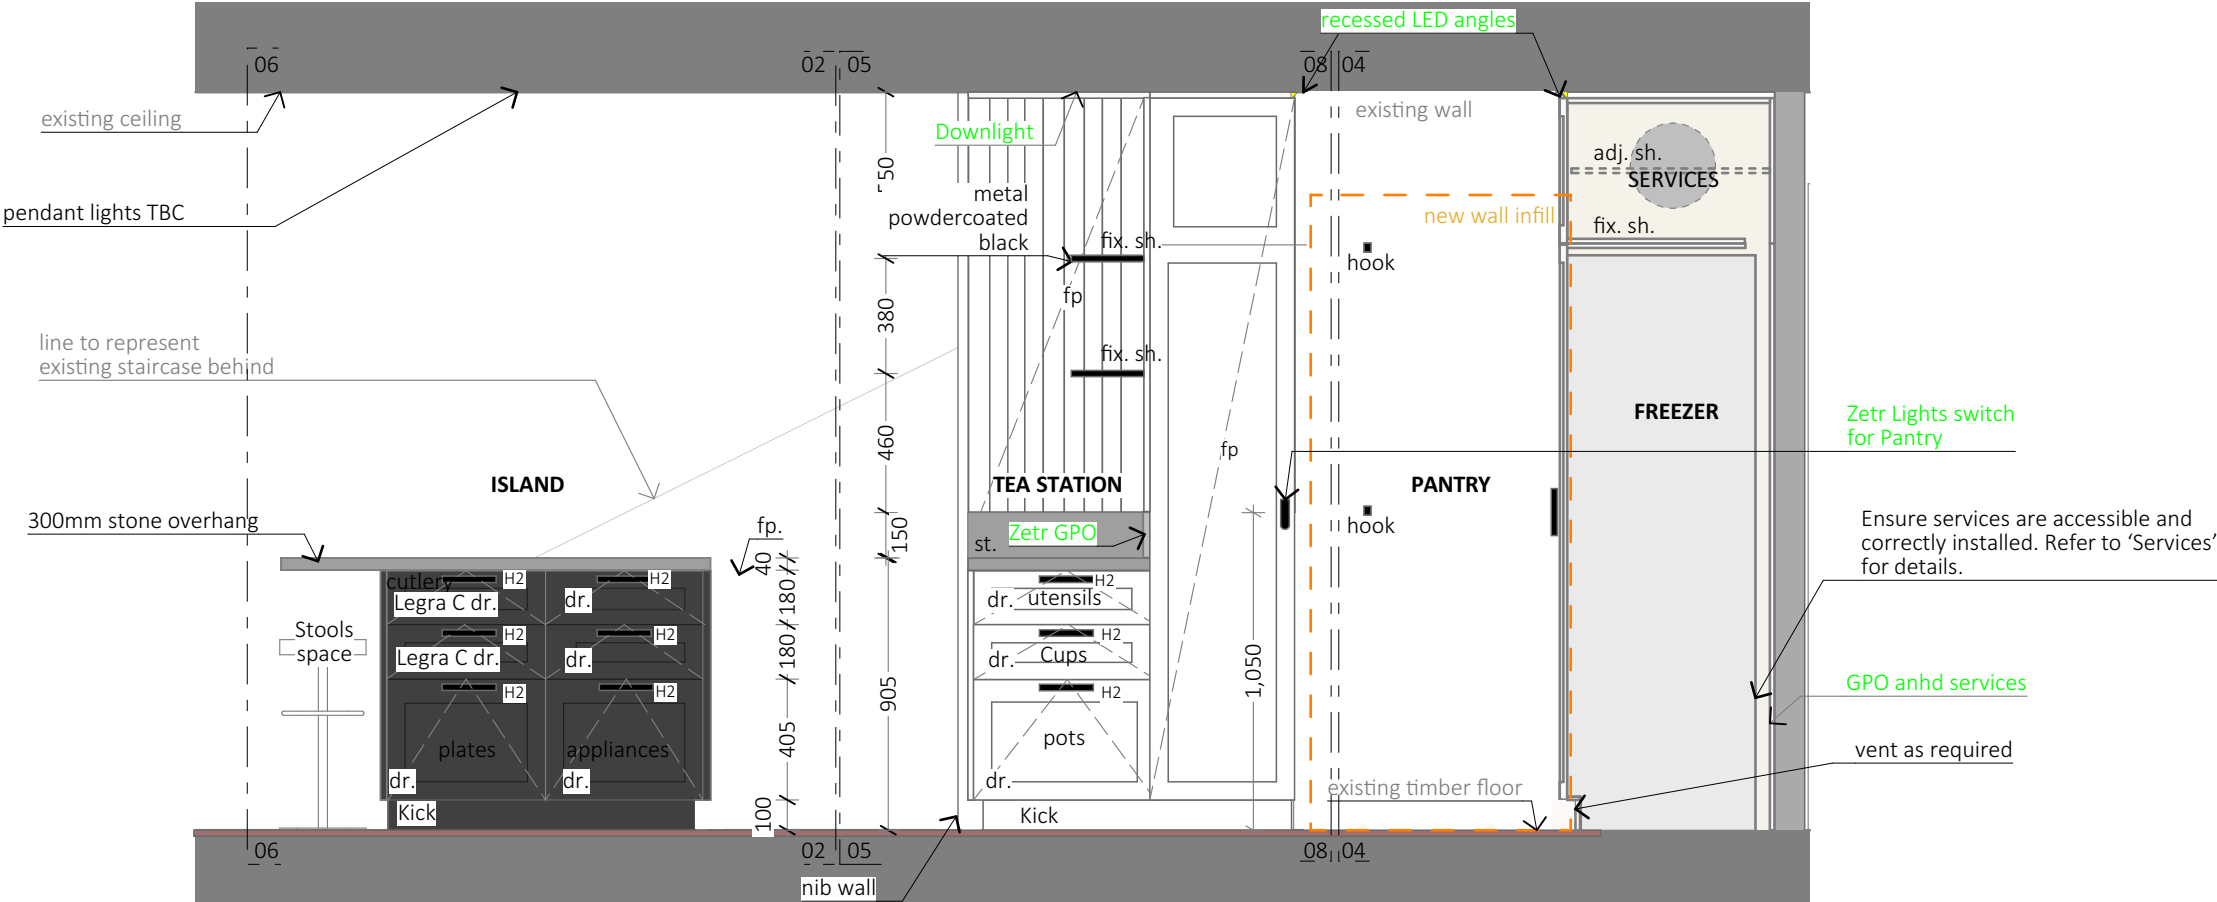 recessed LED angles
06
02
05
08
04
existing ceiling
existing wall
Downlight
adj. sh.
SERVICES
pendant lights TBC
metal
powdercoated
black
new wall infill
fix. sh.
fix. sh.
hook
fp
380
line to represent
existing staircase behind
fix. sh.
FREEZER
Zetr Lights switch
for Pantry
460
fp
ISLAND
TEA STATION
PANTRY
300mm stone overhang
fp.
150
st.
Zetr GPO
hook
Ensure services are accessible and
correctly installed. Refer to ‘Services’
for details.
40
cutlery
H2
H2
H2
Legra C dr.
dr.
180
dr.
utensils
Stools
space
H2
H2
H2
Legra C dr.
dr.
180
dr.
Cups
1,050
H2
H2
H2
905
GPO anhd services
plates
appliances
405
pots
vent as required
dr.
dr.
dr.
existing timber floor
Kick
100
Kick
06
02
05
08
04
nib wall